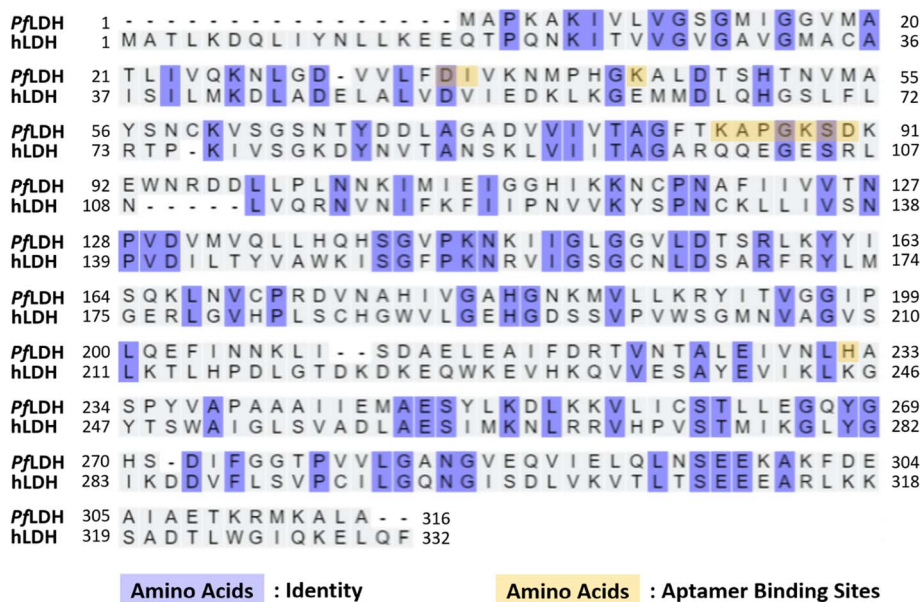 PfLDH 1 - - - - - - - - - - - - - - - - M A P K A K I V L V G S G M I G G V M A 20
hLDH 1 M A T L K D Q L I Y N L L K E E Q T P Q N K I T V V G V G A V G M A C A 36
PfLDH 21 T L I V Q K N L G D - V V L F D I V K N M P H G K A L D T S H T N V M A 55
hLDH 37 I S I L M K D L A D E L A L V D V I E D K L K G E M M D L Q H G S L F L 72
PfLDH 56 Y S N C K V S G S N T Y D D L A G A D V V I V T A G F T K A P G K S D K 91
hLDH 73 R T P - K I V S G K D Y N V T A N S K L V I I T A G A R Q Q E G E S R L 107
PfLDH 92 E W N R D D L L P L N N K I M I E I G G H I K K N C P N A F I I V V T N 127
hLDH 108 N - - - - - L V Q R N V N I F K F I I P N V V K Y S P N C K L L I V S N 138
PfLDH 128 P V D V M V Q L L H Q H S G V P K N K I I G L G G V L D T S R L K Y Y I 163
hLDH 139 P V D I L T Y V A W K I S G F P K N R V I G S G C N L D S A R F R Y L M 174
PfLDH 164 S Q K L N V C P R D V N A H I V G A H G N K M V L L K R Y I T V G G I P 199
hLDH 175 G E R L G V H P L S C H G W V L G E H G D S S V P V W S G M N V A G V S 210
PfLDH 200 L Q E F I N N K L I - - S D A E L E A I F D R T V N T A L E I V N L H A 233
hLDH 211 L K T L H P D L G T D K D K E Q W K E V H K Q V V E S A Y E V I K L K G 246
PfLDH 234 S P Y V A P A A A I I E M A E S Y L K D L K K V L I C S T L L E G Q Y G 269
hLDH 247 Y T S W A I G L S V A D L A E S I M K N L R R V H P V S T M I K G L Y G 282
PfLDH 270 H S - D I F G G T P V V L G A N G V E Q V I E L Q L N S E E K A K F D E 304
hLDH 283 I K D D V F L S V P C I L G Q N G I S D L V K V T L T S E E E A R L K K 318
PfLDH 305 A I A E T K R M K A L A - - 316
hLDH 319 S A D T L W G I Q K E L Q F 332
Amino Acids : Identity Amino Acids : Aptamer Binding Sites